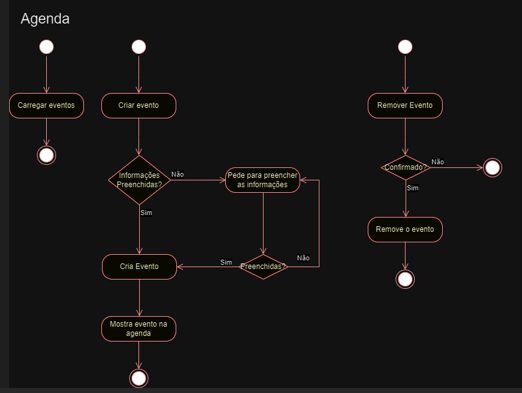 Agenda
Carregar eventos
Criar evento
Remover Evento
Informações
Preenchidas?
Não
Pede para preencher
as informações
Confirmado?
Não
Sim
Sim
Remove o evento
Cria Evento
Sim
Preenchidas?
Não
Mostra evento na
agenda